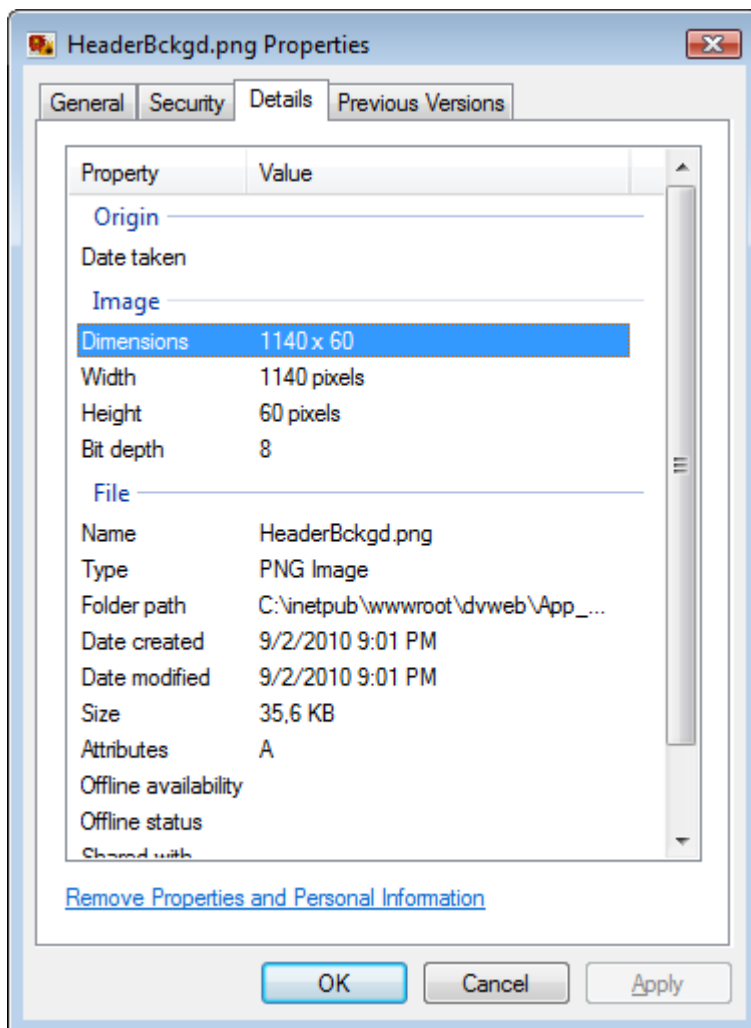 HeaderBckgd.png Properties
General Security Details Previous Versions
Property Value
Origin
Date taken
Image
Dimensions 1140 x 60
Width 1140 pixels
Height 60 pixels
Bit depth 8
File
Name HeaderBckgd.png
Type PNG Image
Folder path C:\inetpub\wwwroot\dvweb\App_...
Date created 9/2/2010 9:01 PM
Date modified 9/2/2010 9:01 PM
Size 35,6 KB
Attributes A
Offline availability
Offline status
Shared with
Remove Properties and Personal Information
OK Cancel Apply